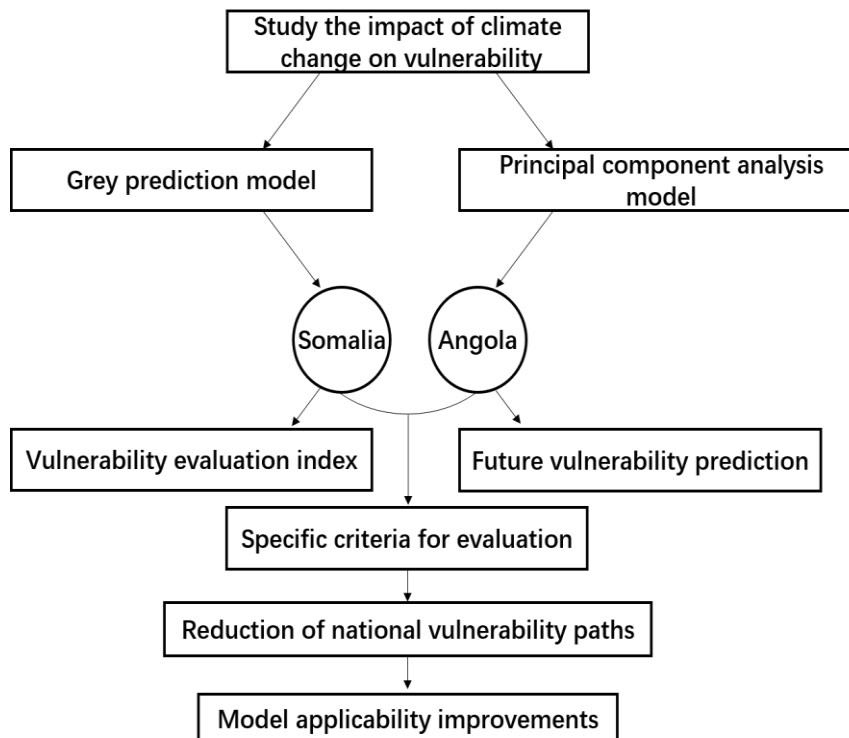 Study the impact of climate
change on vulnerability
Grey prediction model
Principal component analysis
model
Somalia
Angola
Vulnerability evaluation index
Future vulnerability prediction
Specific criteria for evaluation
Reduction of national vulnerability paths
Model applicability improvements